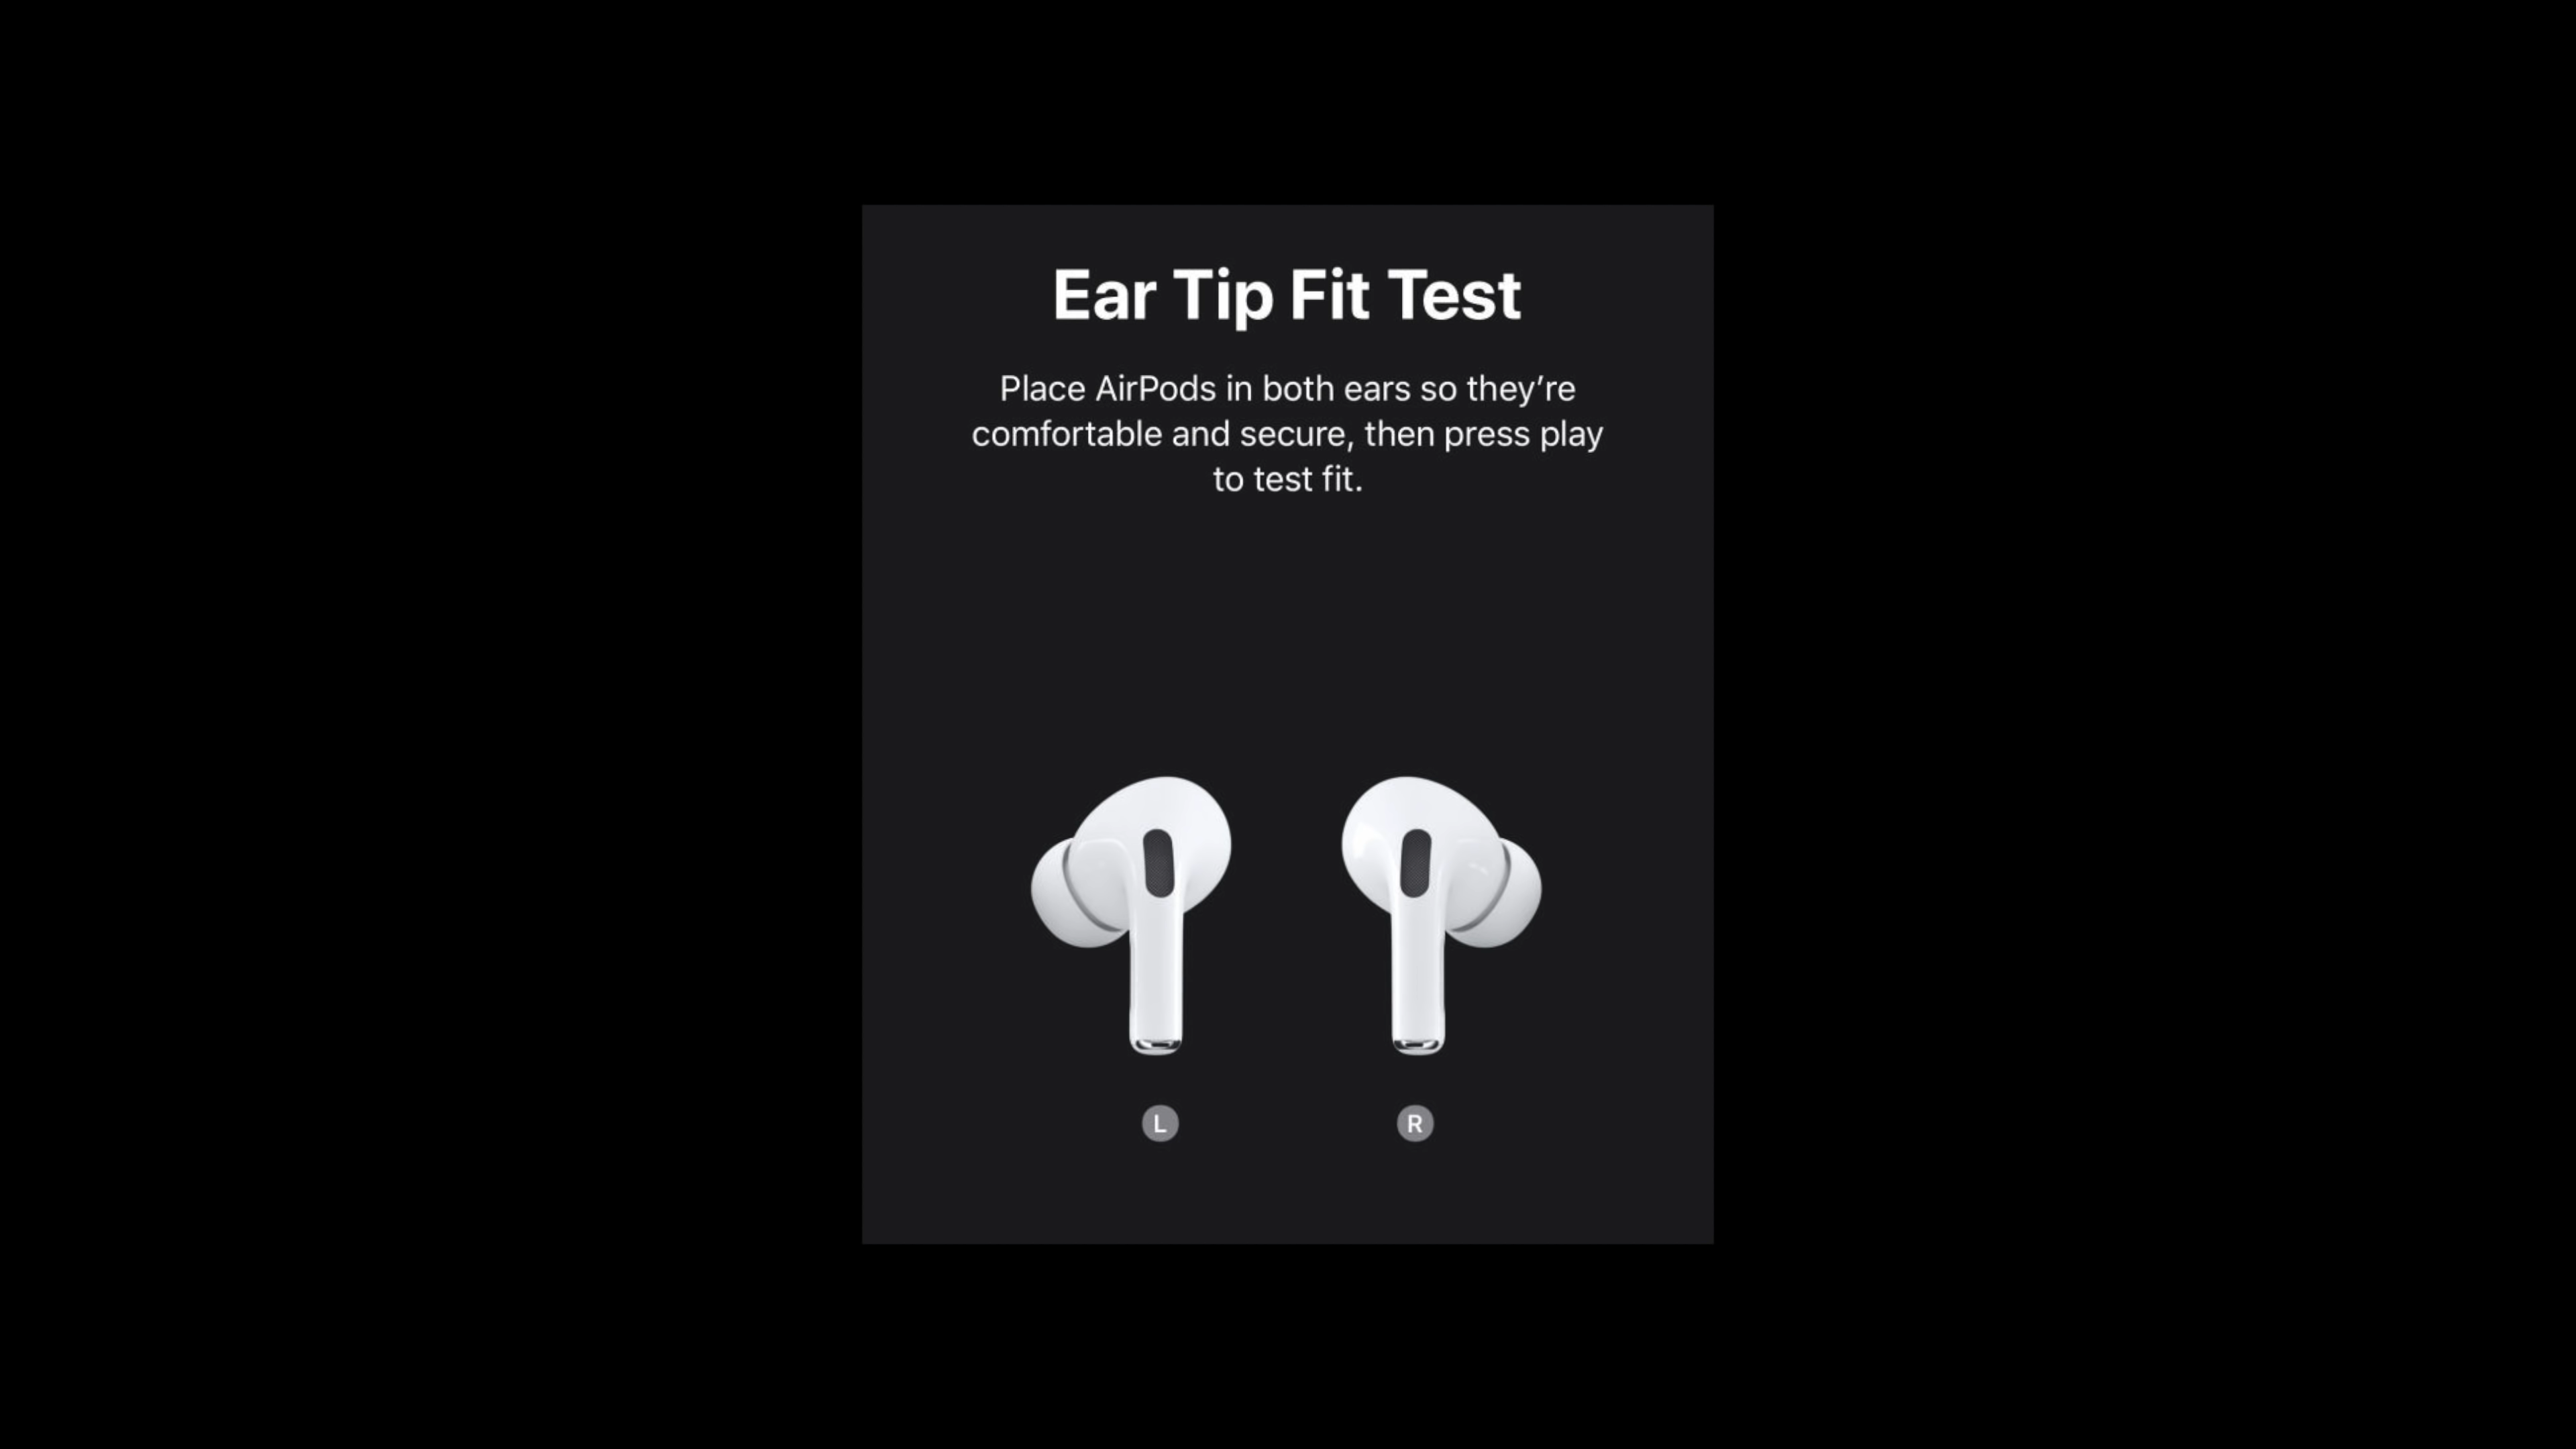 Ear Tip Fit Test
Place AirPods in both ears so they’re
comfortable and secure, then press play
to test fit.
L
R